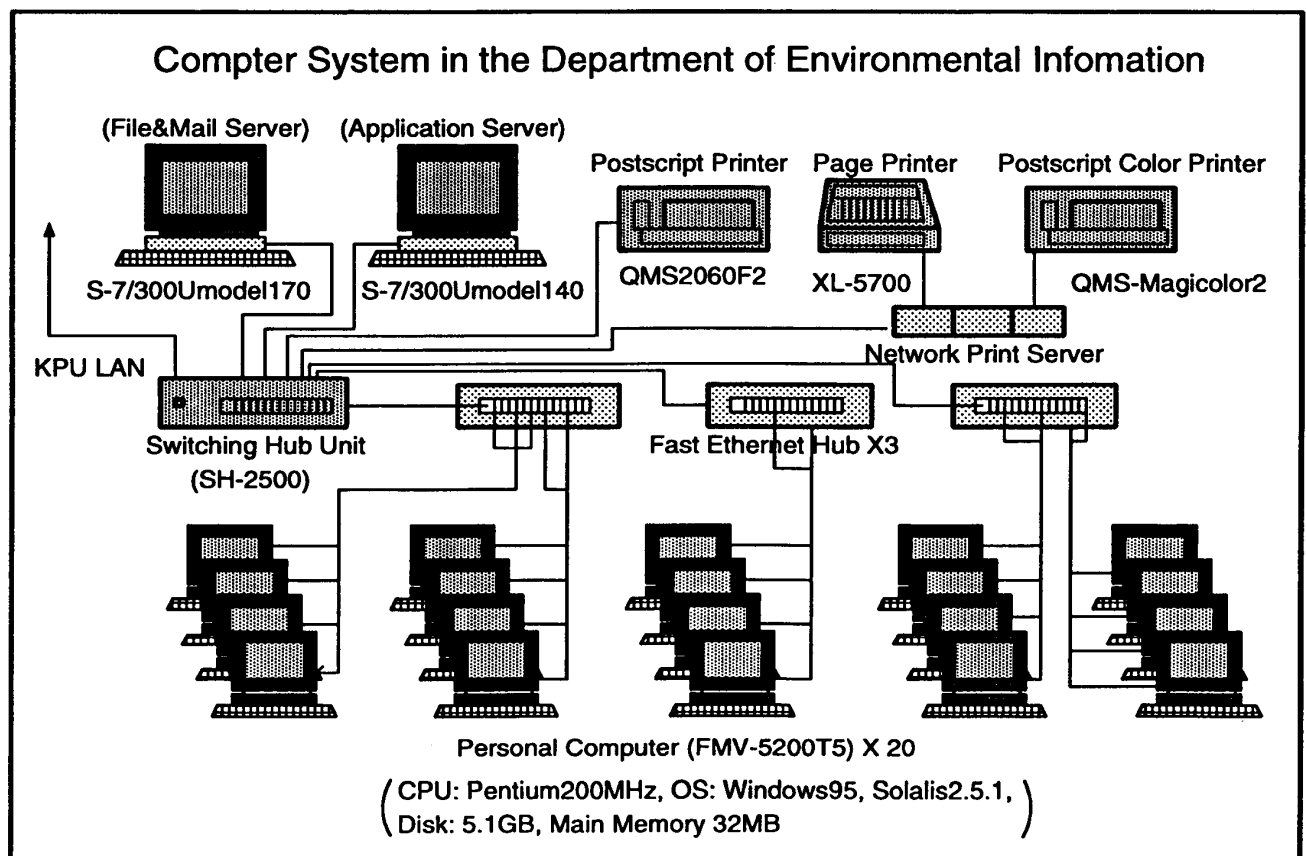 Compter System in the Department of Environmental Infomation
(File&Mail Server)
(Application Server)
Postscript Printer
Page Printer
Postscript Color Printer
S-7/300Umodel170
S-7/300Umodel140
QMS2060F2
XL-5700
QMS-Magicolor2
Network Print Server
KPU LAN
Switching Hub Unit
(SH-2500)
Fast Ethernet Hub X3
Personal Computer (FMV-5200T5) X 20
(CPU: Pentium200MHz, OS: Windows95, Solalis2.5.1,
Disk: 5.1GB, Main Memory 32MB)